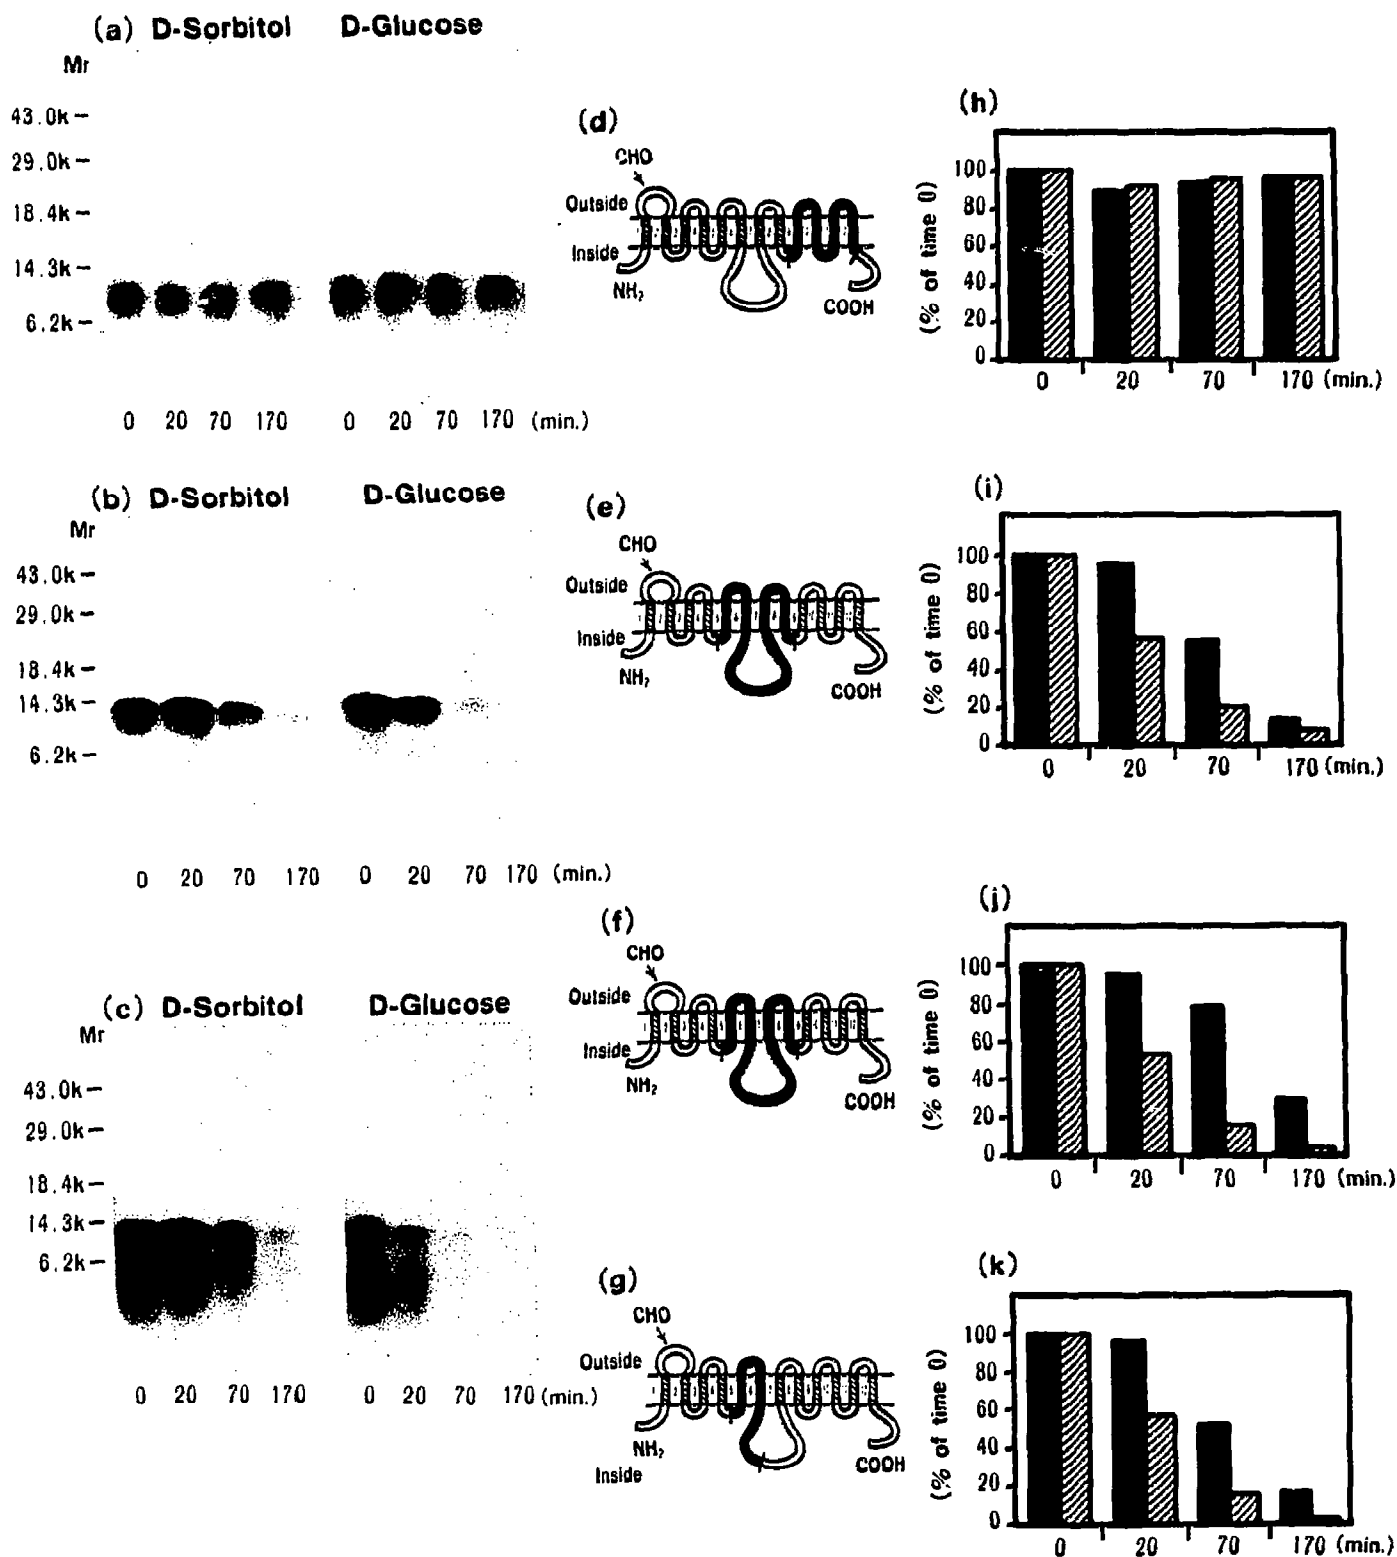 (a) D-Sorbitol D-Glucose
Mr
43.0k
29.0k
18.4k
14.3k
6.2k
0 20 70 170 0 20 70 170 (min.)
(d)
CHO
Outside
Inside
NH₂
COOH
(h)
(% of time 0)
100
80
60
40
20
0
0 20 70 170 (min.)
(b) D-Sorbitol D-Glucose
Mr
43.0k
29.0k
18.4k
14.3k
6.2k
0 20 70 170 0 20 70 170 (min.)
(e)
CHO
Outside
Inside
NH₂
COOH
(i)
(% of time 0)
100
80
60
40
20
0
0 20 70 170 (min.)
(c) D-Sorbitol D-Glucose
Mr
43.0k
29.0k
18.4k
14.3k
6.2k
0 20 70 170 0 20 70 170 (min.)
(f)
CHO
Outside
Inside
NH₂
COOH
(j)
(% of time 0)
100
80
60
40
20
0
0 20 70 170 (min.)
(g)
CHO
Outside
NH₂
Inside
COOH
(k)
(% of time 0)
100
80
60
40
20
0
0 20 70 170 (min.)